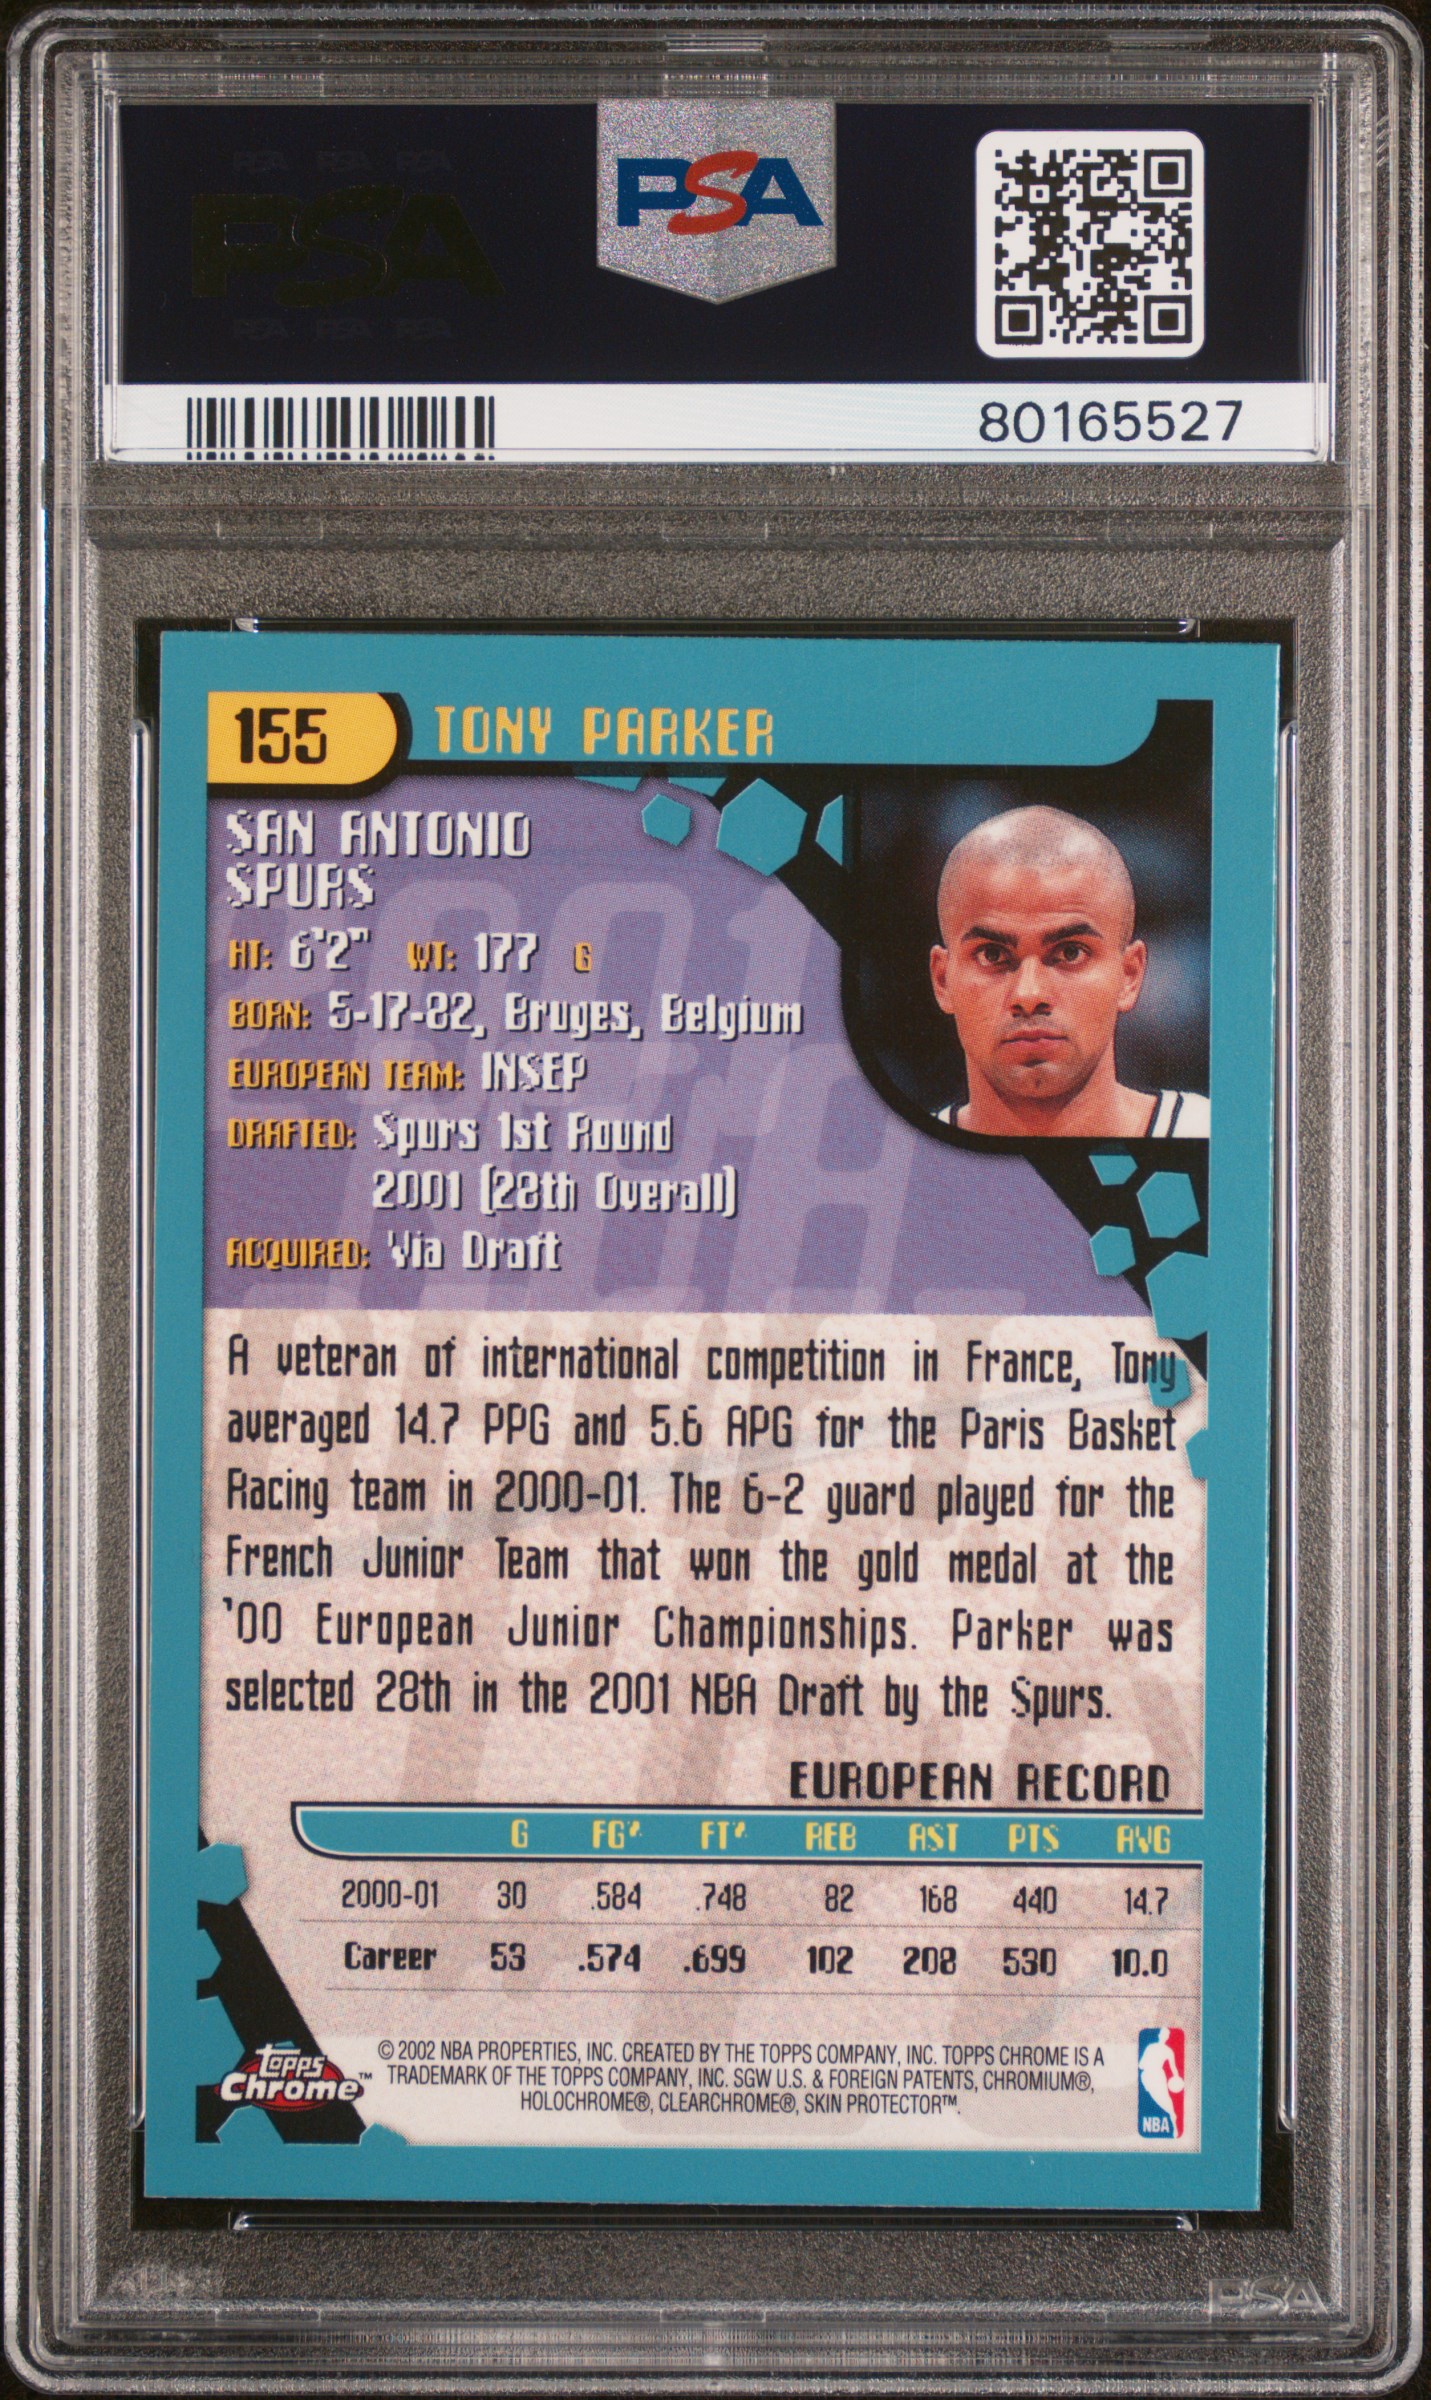 PSA
80165527
155 TONY PARKER
SAN ANTONIO
SPURS
HT: 6'2" WT: 177 G
BORN: 5-17-82, Bruges, Belgium
EUROPEAN TEAM: INSEP
DRAFTED: Spurs 1st Round
2001 (28th Overall)
ACQUIRED: Via Draft
A veteran of international competition in France, Tony
averaged 14.7 PPG and 5.6 APG for the Paris Basket
Racing team in 2000-01. The 6-2 guard played for the
French Junior Team that won the gold medal at the
'00 European Junior Championships. Parker was
selected 28th in the 2001 NBA Draft by the Spurs.
EUROPEAN RECORD
G FG% FT% REB AST PTS AVG
2000-01 30 .584 .748 82 168 440 14.7
Career 53 .574 .699 102 208 530 10.0
Topps Chrome™
© 2002 NBA PROPERTIES, INC. CREATED BY THE TOPPS COMPANY, INC. TOPPS CHROME IS A
TRADEMARK OF THE TOPPS COMPANY, INC. SGW U.S. & FOREIGN PATENTS, CHROMIUM®,
HOLOCHROME®, CLEARCHROME®, SKIN PROTECTOR™.
NBA
PSA